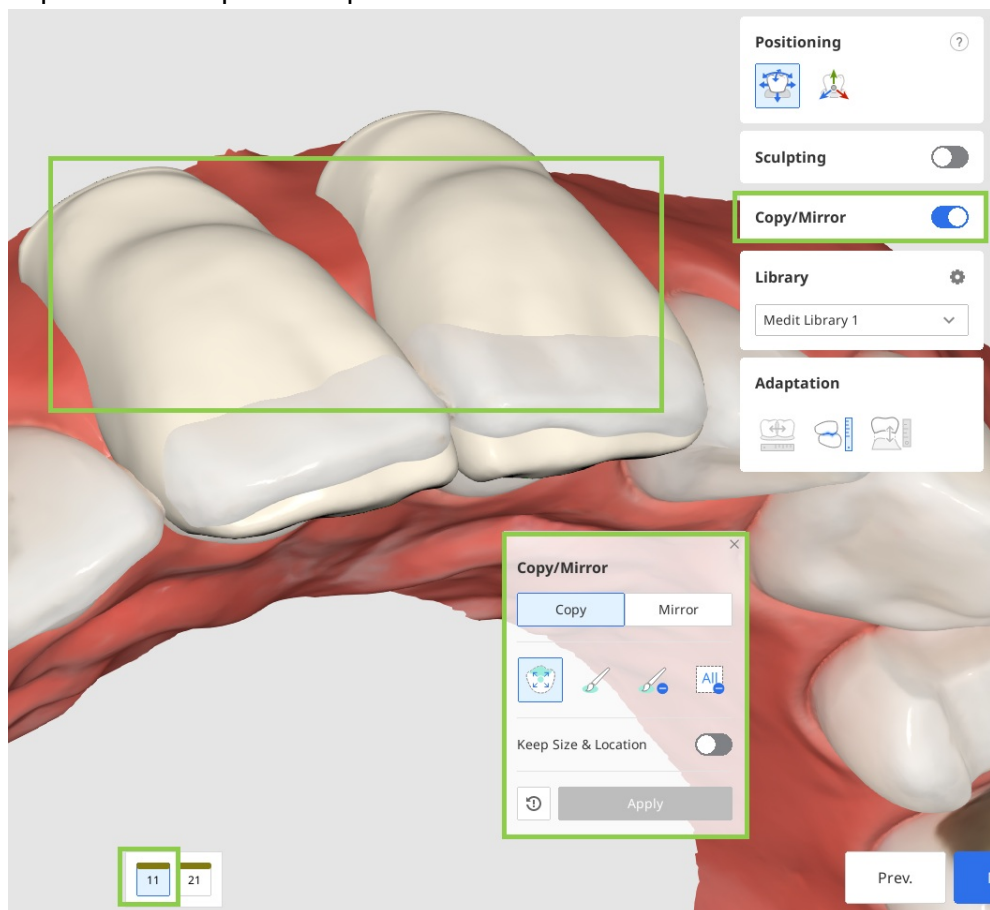 Positioning
?
Sculpting
Copy/Mirror
Library
Medit Library 1
Adaptation
Copy/Mirror
Copy Mirror
All
Keep Size & Location
Apply
11 21
Prev.